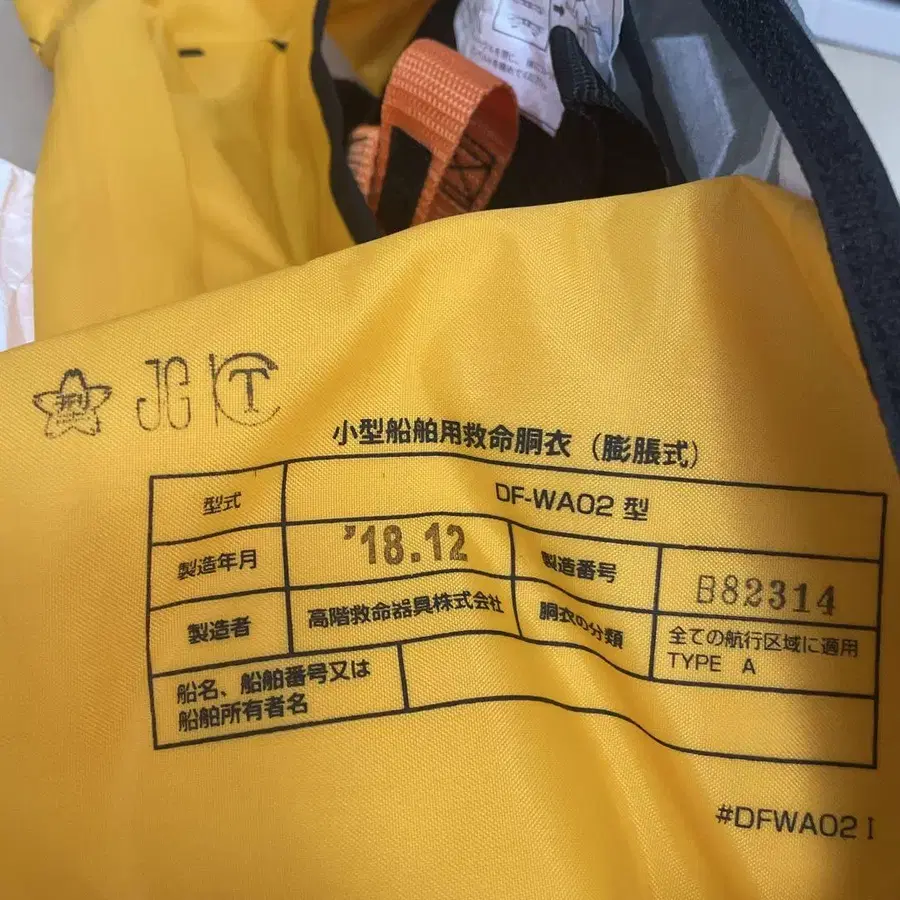 型 JG T
小型船舶用救命胴衣（膨脹式）
型式 DF-WA02 型
製造年月 '18.12 製造番号 B82314
製造者 高階救命器具株式会社 胴衣の分類 全ての航行区域に適用
TYPE A
船名、船舶番号又は
船舶所有者名
#DFWA02 I